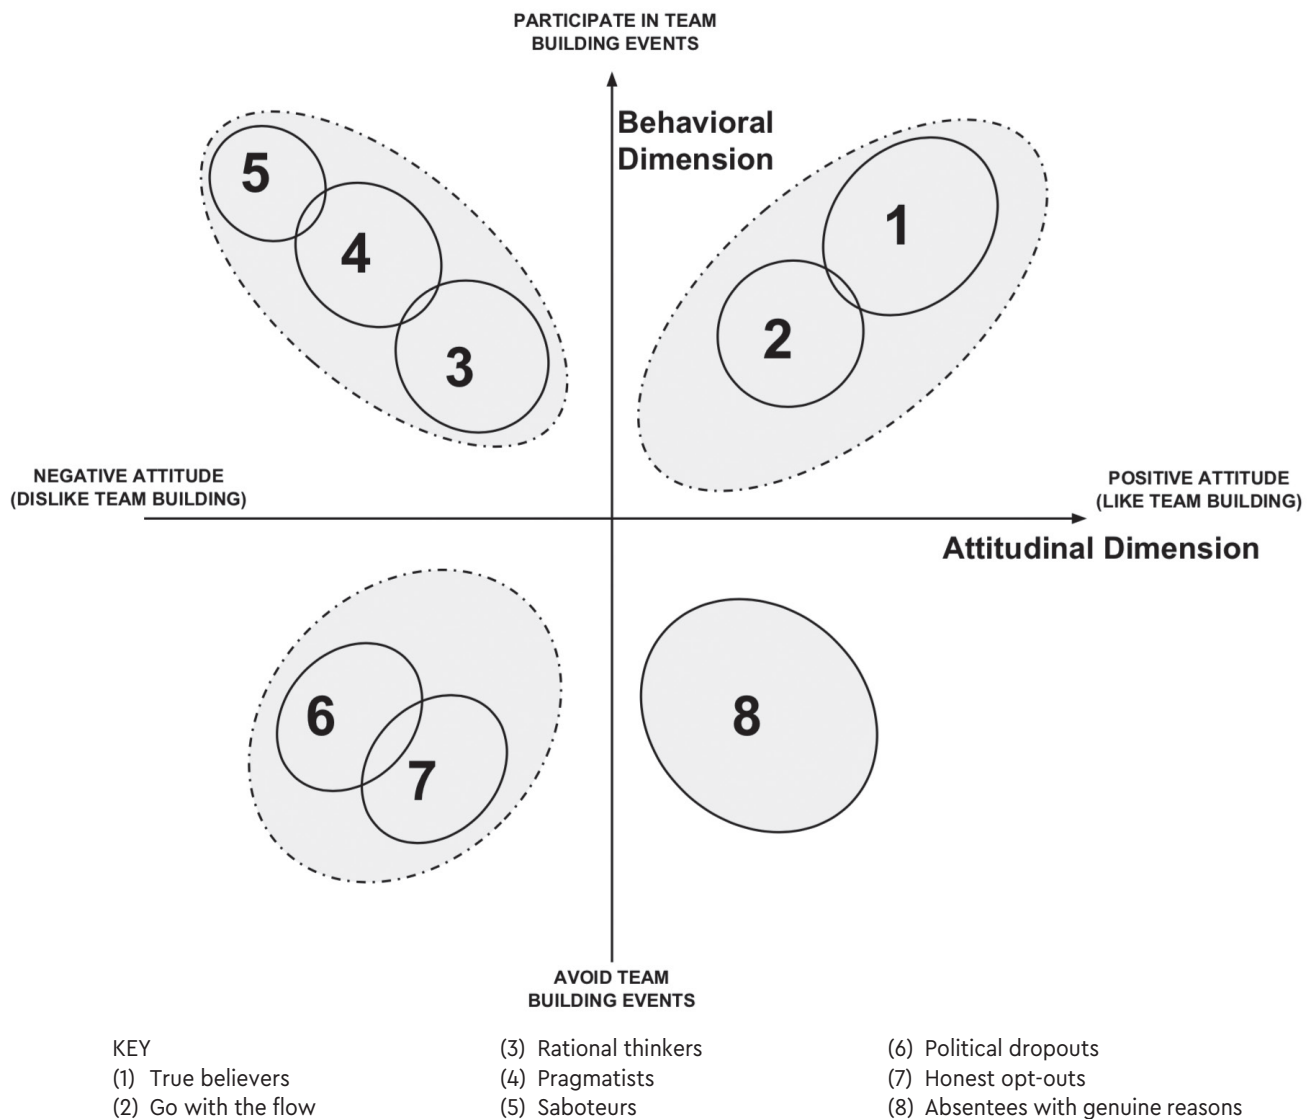 PARTICIPATE IN TEAM
BUILDING EVENTS
Behavioral
Dimension
5
4
3
1
2
NEGATIVE ATTITUDE
(DISLIKE TEAM BUILDING)
POSITIVE ATTITUDE
(LIKE TEAM BUILDING)
Attitudinal Dimension
6
7
8
AVOID TEAM
BUILDING EVENTS
KEY
(1) True believers
(2) Go with the flow
(3) Rational thinkers
(4) Pragmatists
(5) Saboteurs
(6) Political dropouts
(7) Honest opt-outs
(8) Absentees with genuine reasons